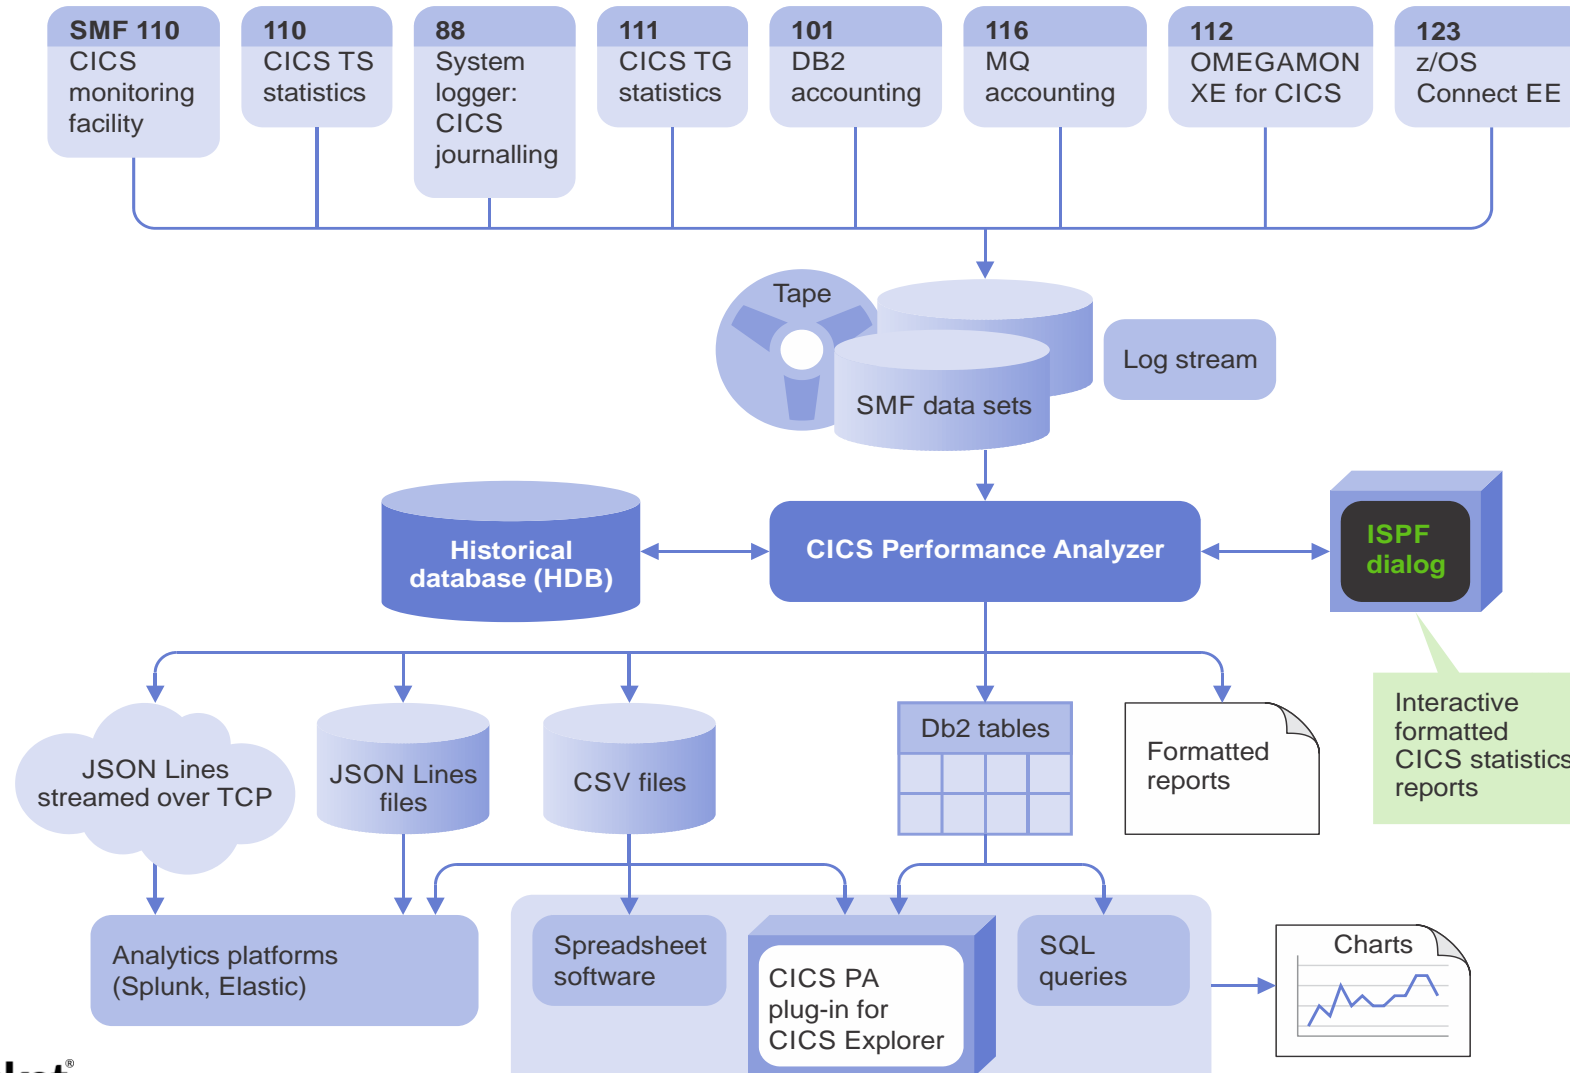 SMF 110
CICS
monitoring
facility
110
CICS TS
statistics
88
System
logger:
CICS
journalling
111
CICS TG
statistics
101
DB2
accounting
116
MQ
accounting
112
OMEGAMON
XE for CICS
123
z/OS
Connect EE
Tape
SMF data sets
Log stream
Historical
database (HDB)
CICS Performance Analyzer
ISPF
dialog
Interactive
formatted
CICS statistics
reports
JSON Lines
streamed over TCP
JSON Lines
files
CSV files
Db2 tables
Formatted
reports
Analytics platforms
(Splunk, Elastic)
Spreadsheet
software
CICS PA
plug-in for
CICS Explorer
SQL
queries
Charts